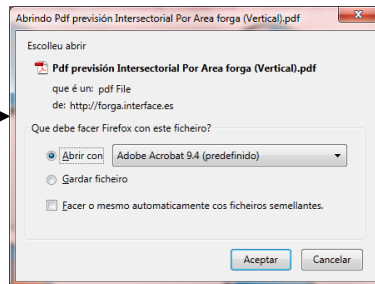 Abrindo Pdf previsión Intersectorial Por Area forga (Vertical).pdf
Escolleu abrir
Pdf previsión Intersectorial Por Area forga (Vertical).pdf
que é un: pdf File
de: http://forga.interface.es
Que debe facer Firefox con este ficheiro?
Abrir con Adobe Acrobat 9.4 (predefinido)
Gardar ficheiro
Facer o mesmo automaticamente cos ficheiros semellantes.
Aceptar Cancelar